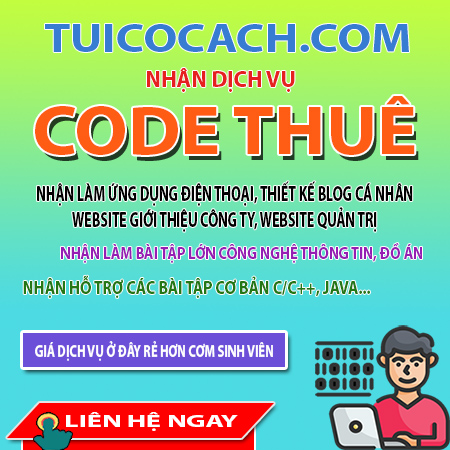 TUICOCACH.COM
NHẬN DỊCH VỤ
CODE THUÊ
NHẬN LÀM ỨNG DỤNG ĐIỆN THOẠI, THIẾT KẾ BLOG CÁ NHÂN
WEBSITE GIỚI THIỆU CÔNG TY, WEBSITE QUẢN TRỊ
NHẬN LÀM BÀI TẬP LỚN CÔNG NGHỆ THÔNG TIN, ĐỒ ÁN
NHẬN HỖ TRỢ CÁC BÀI TẬP CƠ BẢN C/C++, JAVA...
GIÁ DỊCH VỤ Ở ĐÂY RẺ HƠN CƠM SINH VIÊN
LIÊN HỆ NGAY